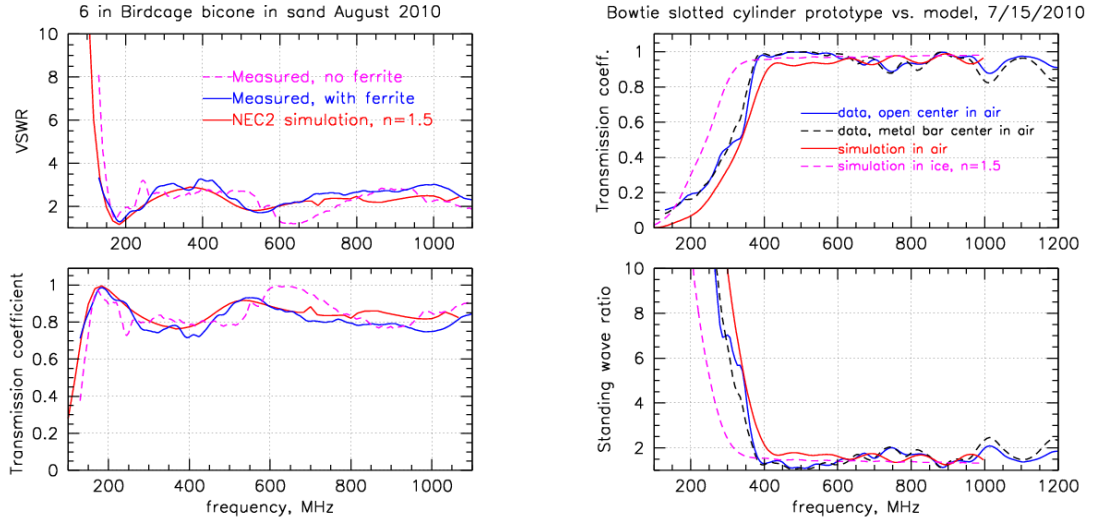 6 in Birdcage bicone in sand August 2010
10
8
6
4
2
VSWR
Measured, no ferrite
Measured, with ferrite
NEC2 simulation, n=1.5
200 400 600 800 1000
1
0.8
0.6
0.4
0.2
0
Transmission coefficient
200 400 600 800 1000
frequency, MHz
Bowtie slotted cylinder prototype vs. model, 7/15/2010
1
0.8
0.6
0.4
0.2
0
Transmission coeff.
data, open center in air
data, metal bar center in air
simulation in air
simulation in ice, n=1.5
200 400 600 800 1000 1200
10
8
6
4
2
Standing wave ratio
200 400 600 800 1000 1200
frequency, MHz